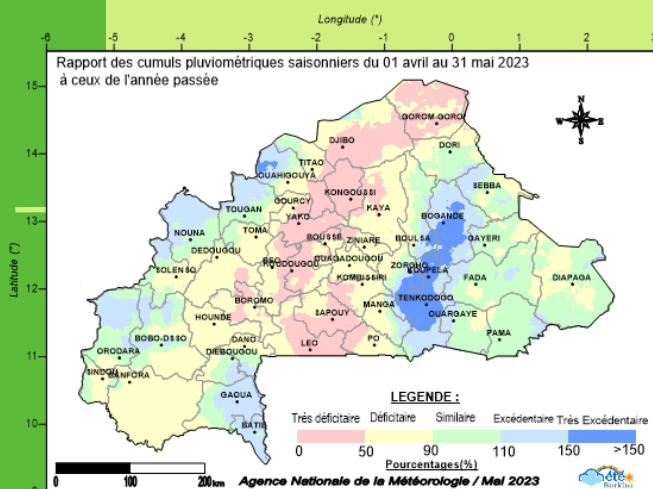 Longitude (°)
-6 -5 -4 -3 -2 -1 0 1 2 3
Rapport des cumuls pluviométriques saisonniers du 01 avril au 31 mai 2023
à ceux de l'année passée
15
N
W E
S
GOROM-GORO
DJIBO
14
DORI
TITAO
OUAHIGOUYA
SEBBA
KONGOUSSI
GOURCY
TOUGAN
KAYA
BOGANDE
13
YAKO
NOUNA
TOMA
BOUSSE
ZINIARE
BOULSA
GAYERI
DEDOUGOU
OUAGADOUGOU
KOUDOUGOU
ZORGHO
SOLENSO
KOMBISSIRI
KOUPELA
FADA
DIAPAGA
Latitude (°)
12
BOROMO
MANGA
TENKODOGO
HOUNDE
SAPOUY
OUARGAYE
BOBO-DSSO
DANO
LEO
PO
PAMA
ORODARA
DIEBOUGOU
11
SINDOU
BANFORA
GAOUA
LEGENDE :
BATIE
10
Très déficitaire Déficitaire Similaire Excédentaire Très Excédentaire
0 50 90 110 150 >150
Pourcentages(%)
0 100 200 km
Agence Nationale de la Météorologie / Mai 2023
météo
Burkina
9